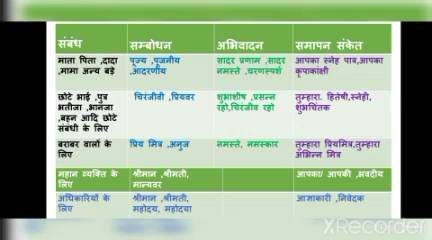 संबंध सम्बोधन अभिवादन समापन संकेत
माता पिता ,दादा पूज्य ,पूजनीय सादर प्रणाम ,सादर आपका स्नेह पात्र,आपका
,मामा अन्य बड़े ,आदरणीय नमस्ते ,चरणस्पर्श कृपाकांक्षी
छोटे भाई ,पुत्र चिरंजीवी ,प्रियवर शुभाशीष ,प्रसन्न तुम्हारा. हितेषी,स्नेही,
भतीजा ,भानजा रहो,चिरंजीव रहो शुभचिंतक
,बहन आदि छोटे
संबंधी के लिए
बराबर वालों के प्रिय मित्र ,अनुज नमस्ते, नमस्कार तुम्हारा प्रियमित्र,तुम्हारा
लिए अभिन्न मित्र
महान व्यक्ति के श्रीमान ,श्रीमती, आपका/ आपकी ,भवदीय
लिए मान्यवर
अधिकारियों के श्रीमान ,श्रीमती, आज्ञाकारी ,निवेदक
लिए महोदय, महोदया
XRecorder